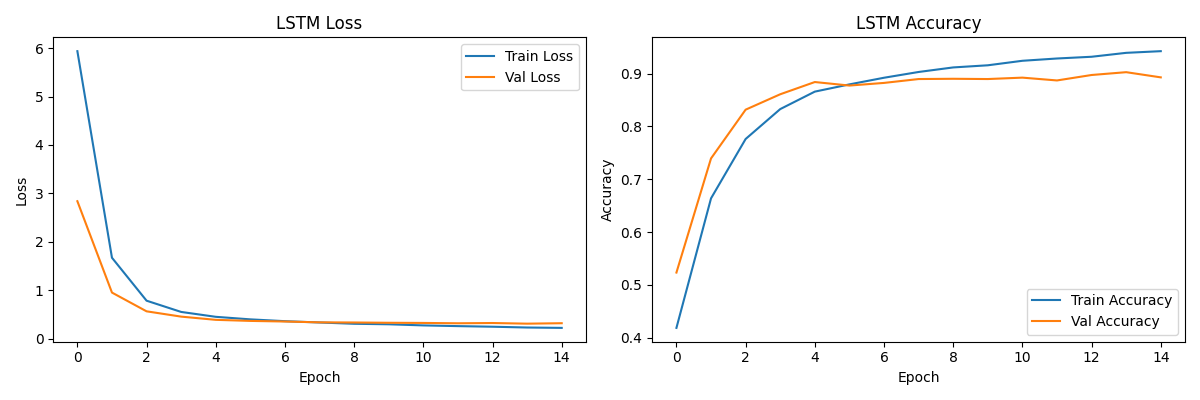 LSTM Loss
Loss
6
5
4
3
2
1
0
Train Loss
Val Loss
0 2 4 6 8 10 12 14
Epoch
LSTM Accuracy
Accuracy
0.9
0.8
0.7
0.6
0.5
0.4
Train Accuracy
Val Accuracy
0 2 4 6 8 10 12 14
Epoch